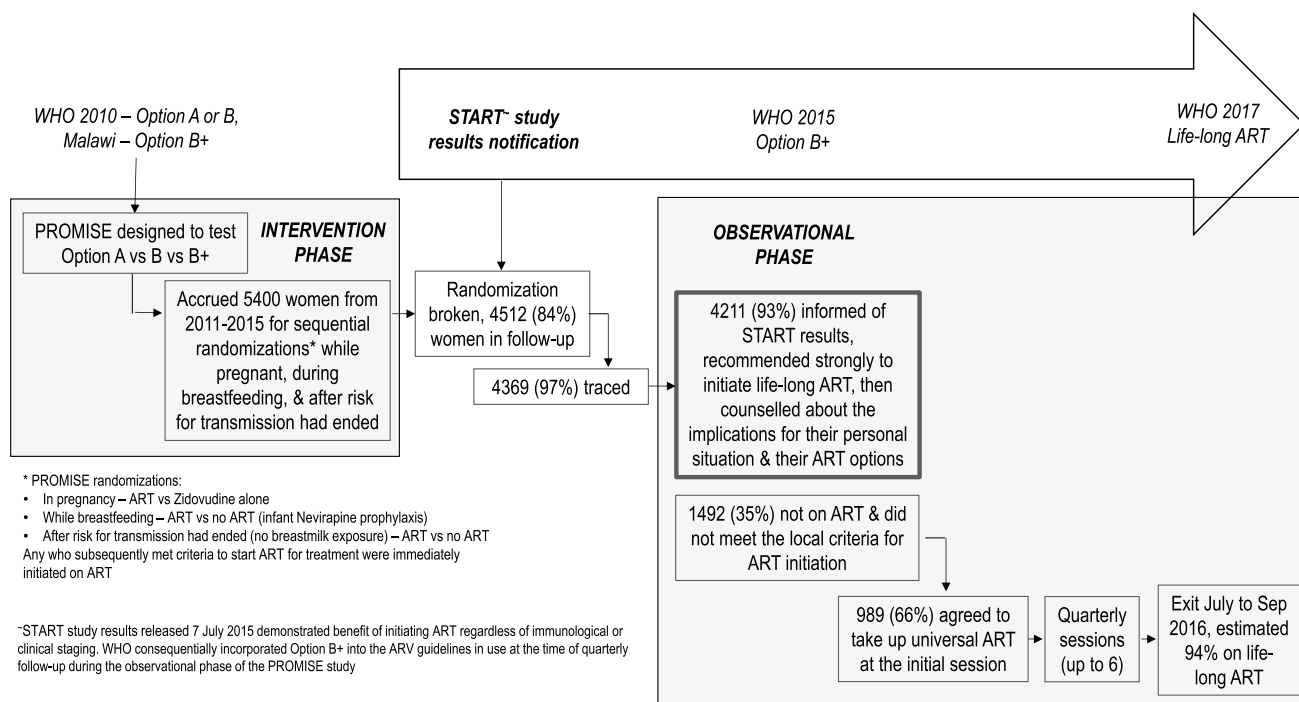 WHO 2010 – Option A or B,
Malawi – Option B+
START~ study
results notification
WHO 2015
Option B+
WHO 2017
Life-long ART
PROMISE designed to test
Option A vs B vs B+
INTERVENTION
PHASE
Accrued 5400 women from
2011-2015 for sequential
randomizations* while
pregnant, during
breastfeeding, & after risk
for transmission had ended
Randomization
broken, 4512 (84%)
women in follow-up
4369 (97%) traced
OBSERVATIONAL
PHASE
4211 (93%) informed of
START results,
recommended strongly to
initiate life-long ART, then
counselled about the
implications for their personal
situation & their ART options
1492 (35%) not on ART & did
not meet the local criteria for
ART initiation
989 (66%) agreed to
take up universal ART
at the initial session
Quarterly
sessions
(up to 6)
Exit July to Sep
2016, estimated
94% on life-
long ART
* PROMISE randomizations:
• In pregnancy – ART vs Zidovudine alone
• While breastfeeding – ART vs no ART (infant Nevirapine prophylaxis)
• After risk for transmission had ended (no breastmilk exposure) – ART vs no ART
Any who subsequently met criteria to start ART for treatment were immediately
initiated on ART
~START study results released 7 July 2015 demonstrated benefit of initiating ART regardless of immunological or
clinical staging. WHO consequentially incorporated Option B+ into the ARV guidelines in use at the time of quarterly
follow-up during the observational phase of the PROMISE study